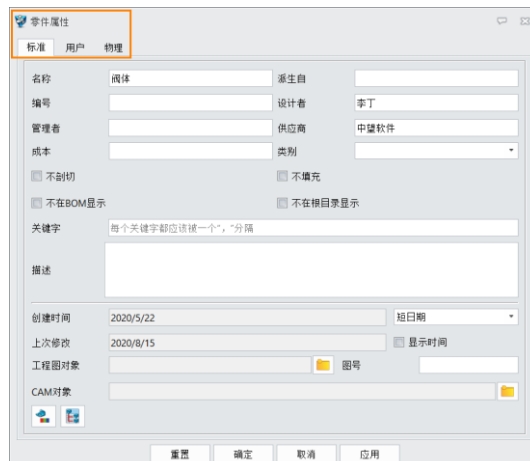 零件属性
标准 用户 物理
名称 阀体 派生自
编号 设计者 李丁
管理者 供应商 中望软件
成本 类别
不剖切 不填充
不在BOM显示 不在根目录显示
关键字 每个关键字都应该被一个“，”分隔
描述
创建时间 2020/5/22 短日期
上次修改 2020/8/15 显示时间
工程图对象 图号
CAM对象
重置 确定 取消 应用